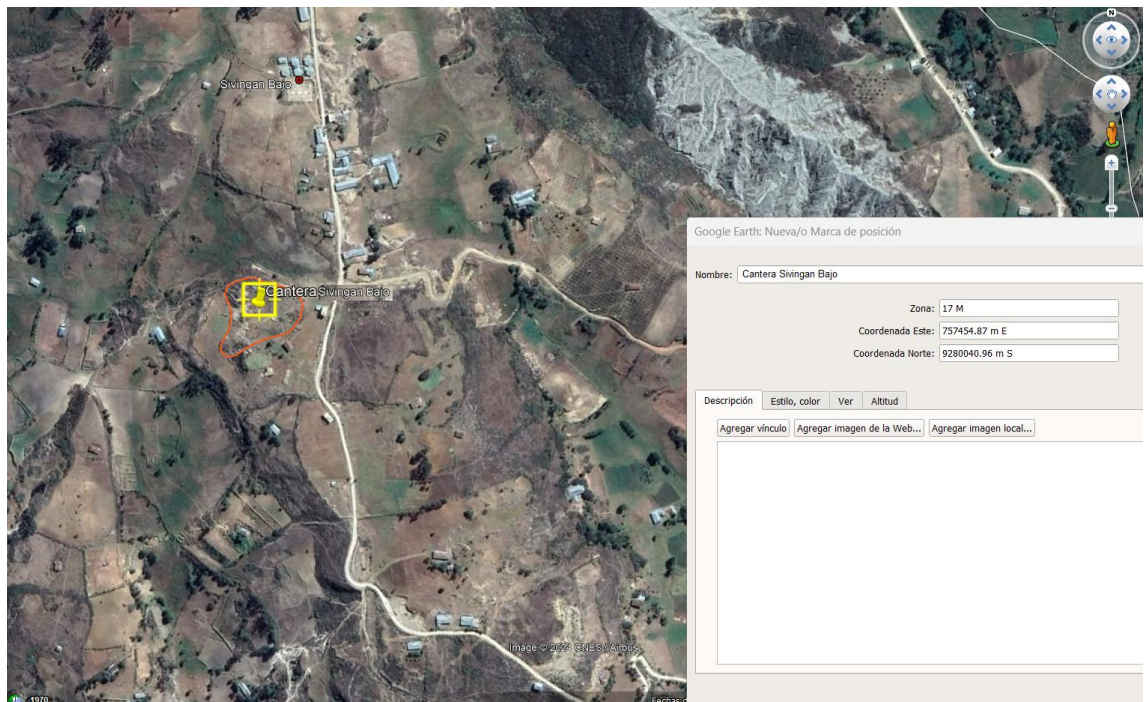 N
Sivingan Bajo
Cantera Sivingan Bajo
Google Earth: Nueva/o Marca de posición
Nombre: Cantera Sivingan Bajo
Zona: 17 M
Coordenada Este: 757454.87 m E
Coordenada Norte: 9280040.96 m S
Descripción Estilo, color Ver Altitud
Agregar vínculo Agregar imagen de la Web... Agregar imagen local...
Image © 2024 CNES / Airbus
1970
Fechas d